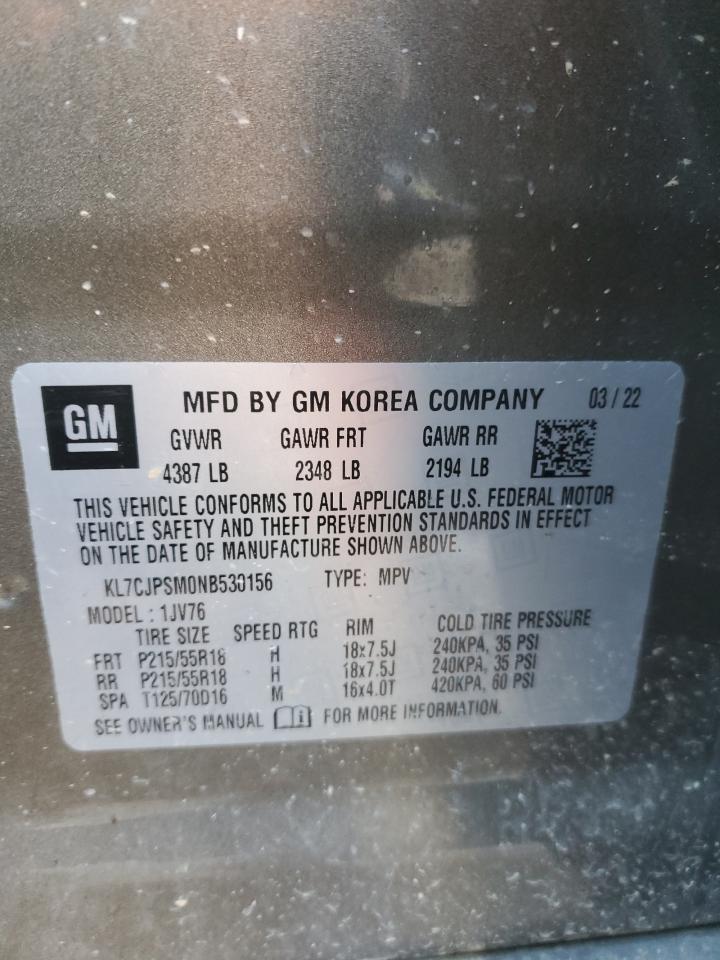 GM
MFD BY GM KOREA COMPANY 03 / 22
GVWR GAWR FRT GAWR RR
4387 LB 2348 LB 2194 LB
THIS VEHICLE CONFORMS TO ALL APPLICABLE U.S. FEDERAL MOTOR
VEHICLE SAFETY AND THEFT PREVENTION STANDARDS IN EFFECT
ON THE DATE OF MANUFACTURE SHOWN ABOVE.
KL7CJPSM0NB530156 TYPE: MPV
MODEL : 1JV76
TIRE SIZE SPEED RTG RIM COLD TIRE PRESSURE
FRT P215/55R18 H 18x7.5J 240KPA, 35 PSI
RR P215/55R18 H 18x7.5J 240KPA, 35 PSI
SPA T125/70D16 M 16x4.0T 420KPA, 60 PSI
SEE OWNER'S MANUAL FOR MORE INFORMATION.